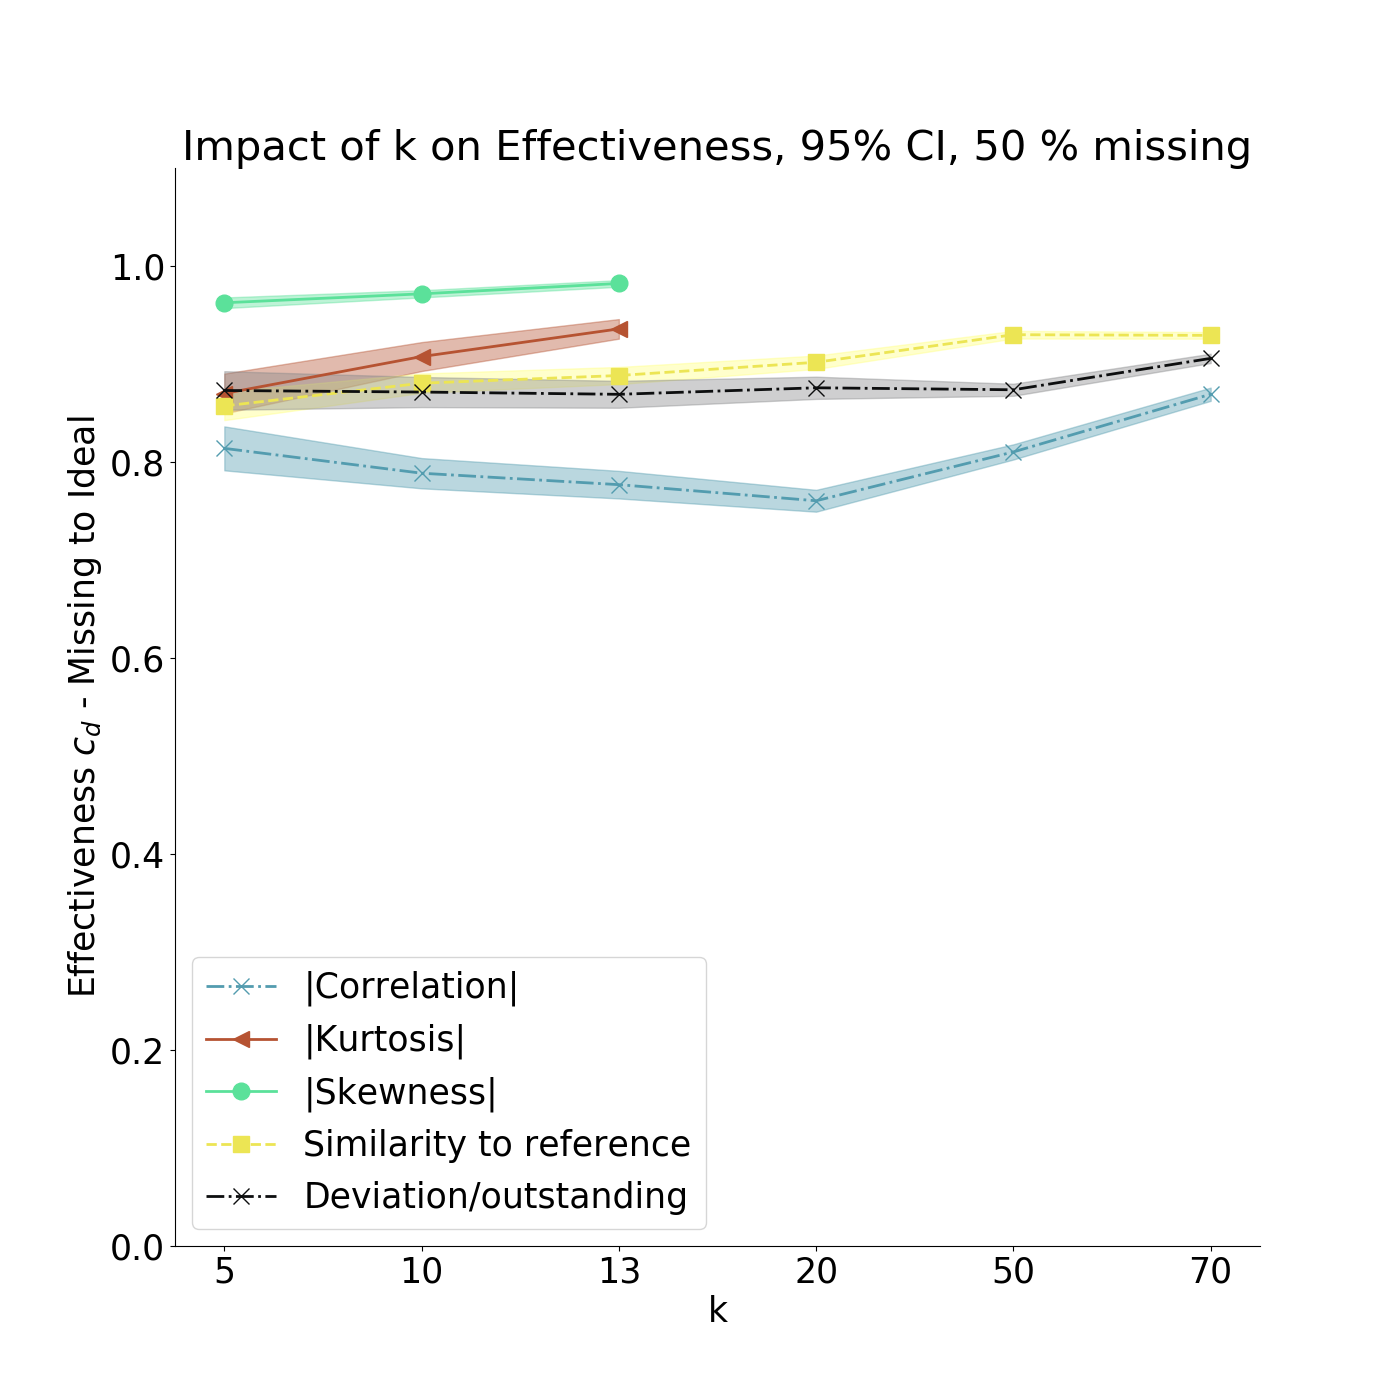 Impact of k on Effectiveness, 95% CI, 50 % missing
Effectiveness c_d - Missing to Ideal
1.0
0.8
0.6
0.4
0.2
0.0
|Correlation|
|Kurtosis|
|Skewness|
Similarity to reference
Deviation/outstanding
5 10 13 20 50 70
k